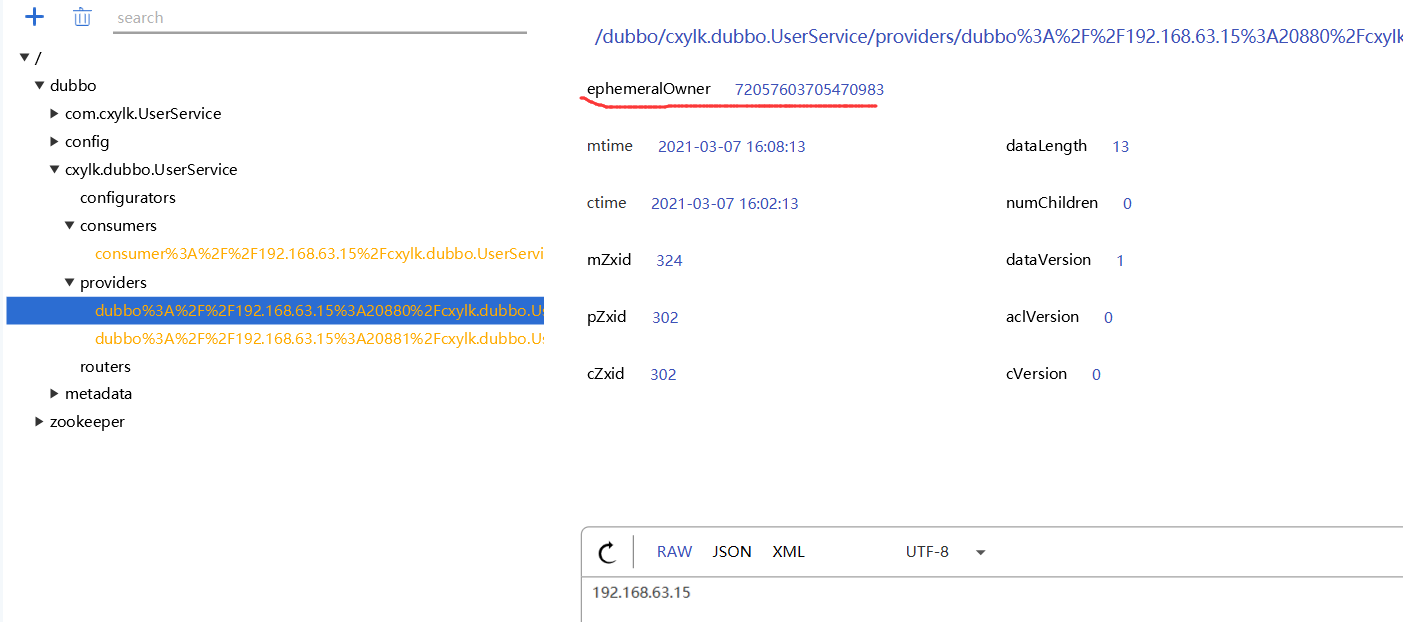 search
/
dubbo
com.cxylk.UserService
config
cxylk.dubbo.UserService
configurators
consumers
consumer%3A%2F%2F192.168.63.15%2Fcxylk.dubbo.UserServi
providers
dubbo%3A%2F%2F192.168.63.15%3A20880%2Fcxylk.dubbo.U
dubbo%3A%2F%2F192.168.63.15%3A20881%2Fcxylk.dubbo.U
routers
metadata
zookeeper
/dubbo/cxylk.dubbo.UserService/providers/dubbo%3A%2F%2F192.168.63.15%3A20880%2Fcxylk
ephemeralOwner 72057603705470983
mtime 2021-03-07 16:08:13 dataLength 13
ctime 2021-03-07 16:02:13 numChildren 0
mZxid 324 dataVersion 1
pZxid 302 aclVersion 0
cZxid 302 cVersion 0
RAW JSON XML UTF-8
192.168.63.15